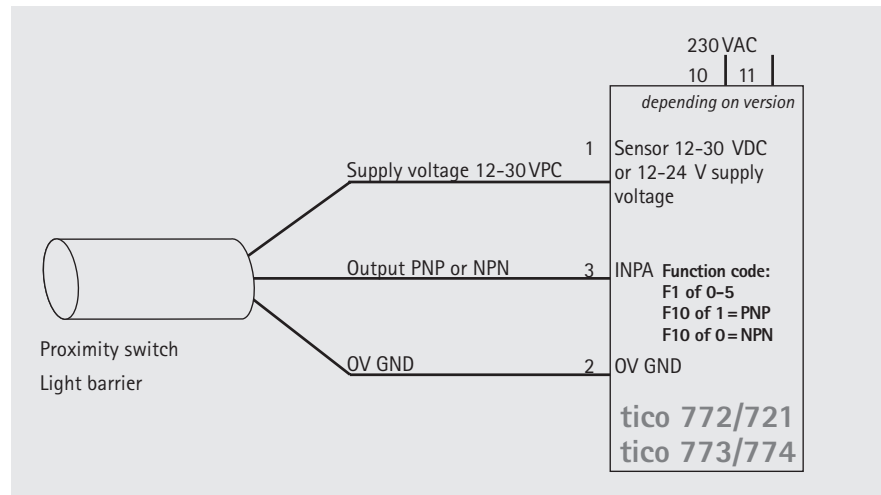 230 VAC
10 11
depending on version
1 Sensor 12-30 VDC
or 12-24 V supply
voltage
Supply voltage 12-30 VPC
Output PNP or NPN
3 INPA Function code:
F1 of 0-5
F10 of 1=PNP
F10 of 0=NPN
Proximity switch
Light barrier
0V GND
2 0V GND
tico 772/721
tico 773/774